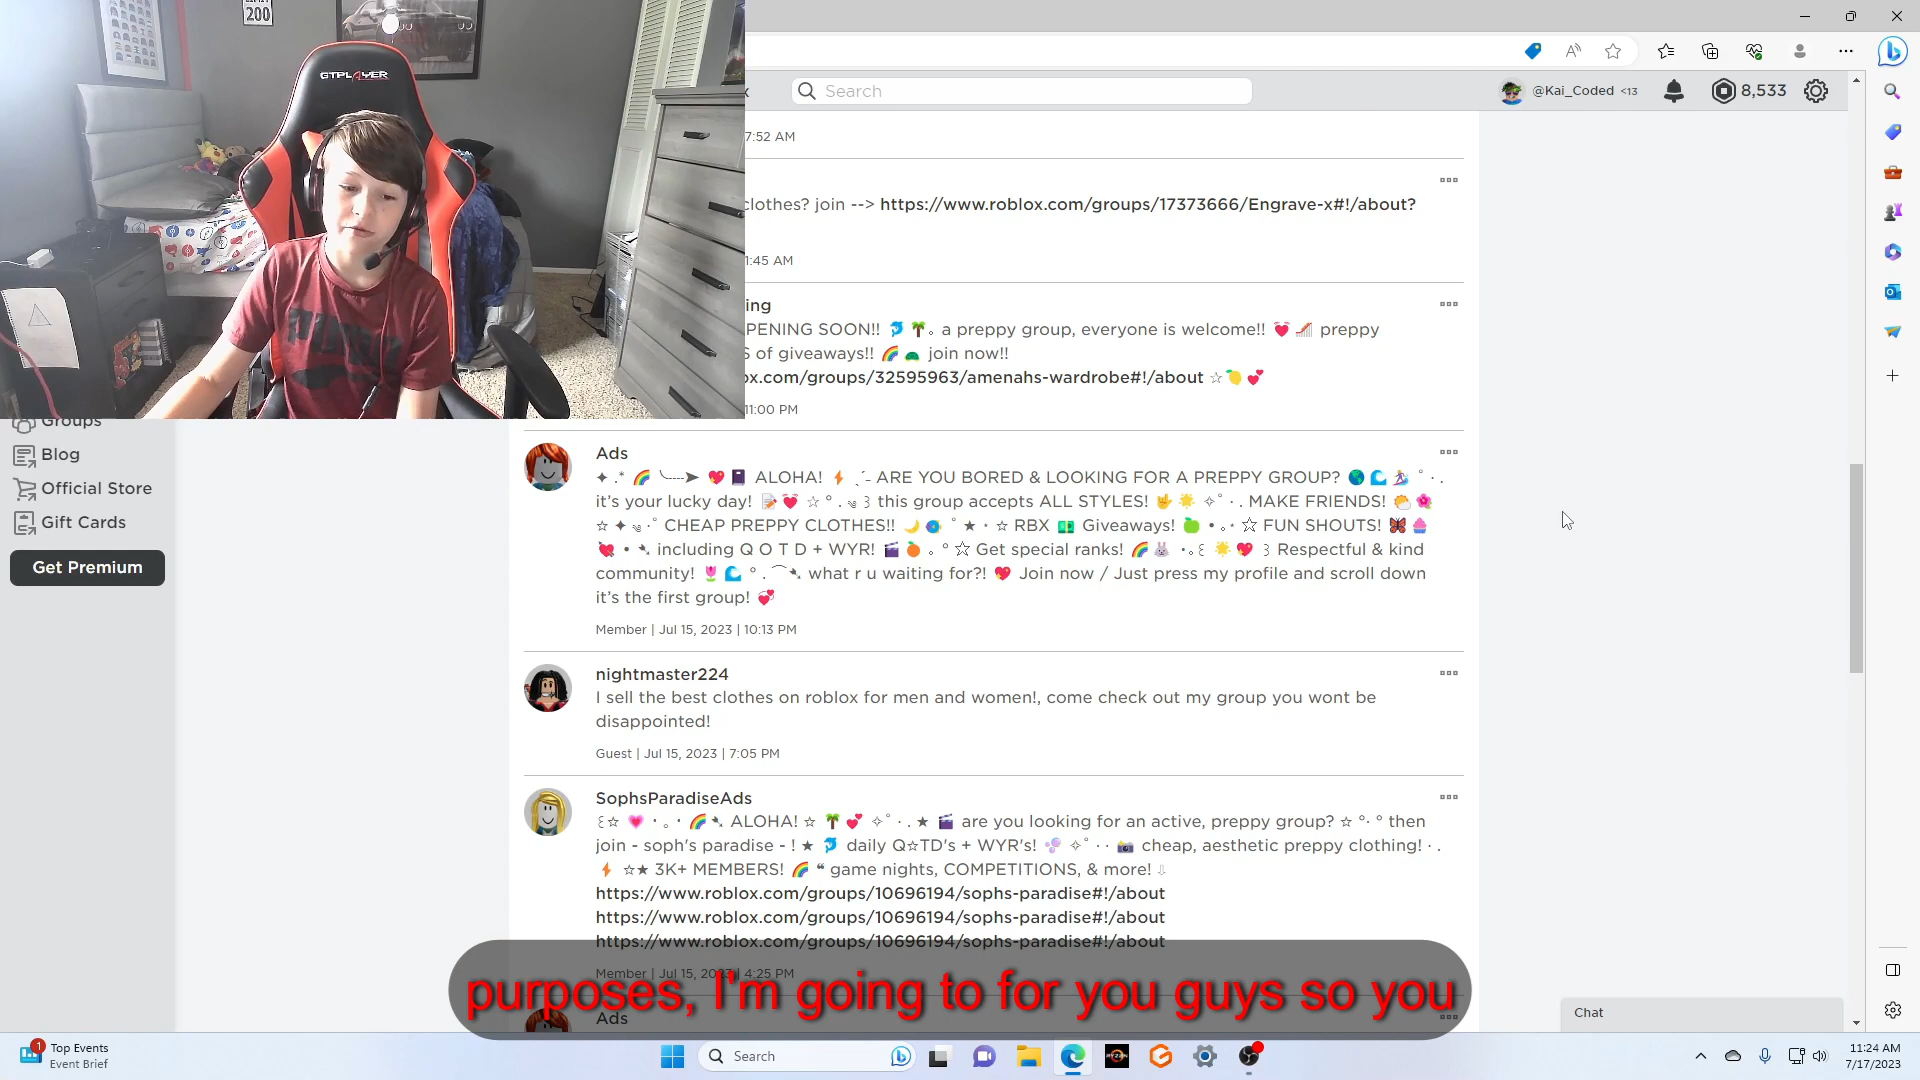 200
GTPLAYER
Search
@Kai_Coded <13
8,533
7:52 AM
clothes? join --> https://www.roblox.com/groups/17373666/Engrave-x#!/about?
1:45 AM
ing
PENING SOON!! a preppy group, everyone is welcome!! preppy
of giveaways!! join now!!
x.com/groups/32595963/amenahs-wardrobe#!/about
11:00 PM
Groups
Blog
Official Store
Gift Cards
Get Premium
Ads
ALOHA! ARE YOU BORED & LOOKING FOR A PREPPY GROUP?
it's your lucky day! this group accepts ALL STYLES! MAKE FRIENDS!
CHEAP PREPPY CLOTHES!! RBX Giveaways! FUN SHOUTS!
including Q O T D + WYR! Get special ranks! Respectful & kind
community! what r u waiting for?! Join now / Just press my profile and scroll down
it's the first group!
Member | Jul 15, 2023 | 10:13 PM
nightmaster224
I sell the best clothes on roblox for men and women!, come check out my group you wont be
disappointed!
Guest | Jul 15, 2023 | 7:05 PM
SophsParadiseAds
ALOHA! are you looking for an active, preppy group? then
join - soph's paradise - ! daily Q☆TD's + WYR's! cheap, aesthetic preppy clothing!
3K+ MEMBERS! game nights, COMPETITIONS, & more!
https://www.roblox.com/groups/10696194/sophs-paradise#!/about
https://www.roblox.com/groups/10696194/sophs-paradise#!/about
https://www.roblox.com/groups/10696194/sophs-paradise#!/about
Member | Jul 15, 2023 | 4:25 PM
purposes, I'm going to for you guys so you
Ads
Chat
1
Top Events
Event Brief
Search
RYZEN
11:24 AM
7/17/2023